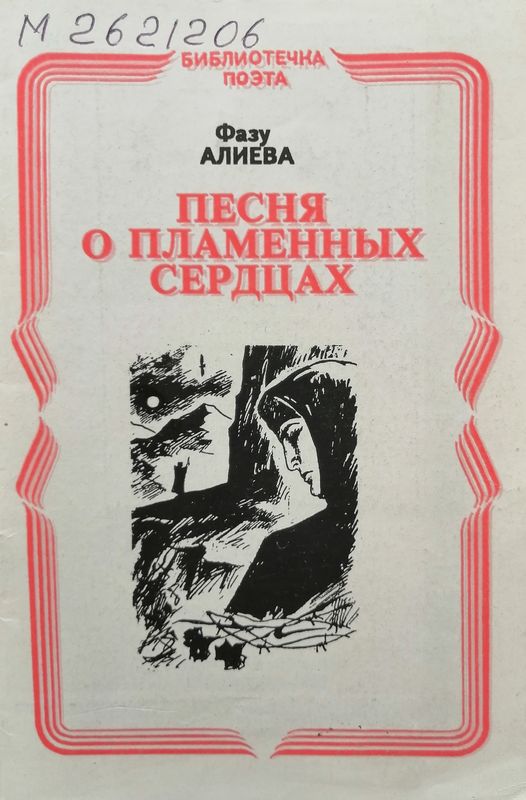 М 2621206
БИБЛИОТЕЧКА
ПОЭТА
Фазу
АЛИЕВА
ПЕСНЯ
О ПЛАМЕННЫХ
СЕРДЦАХ